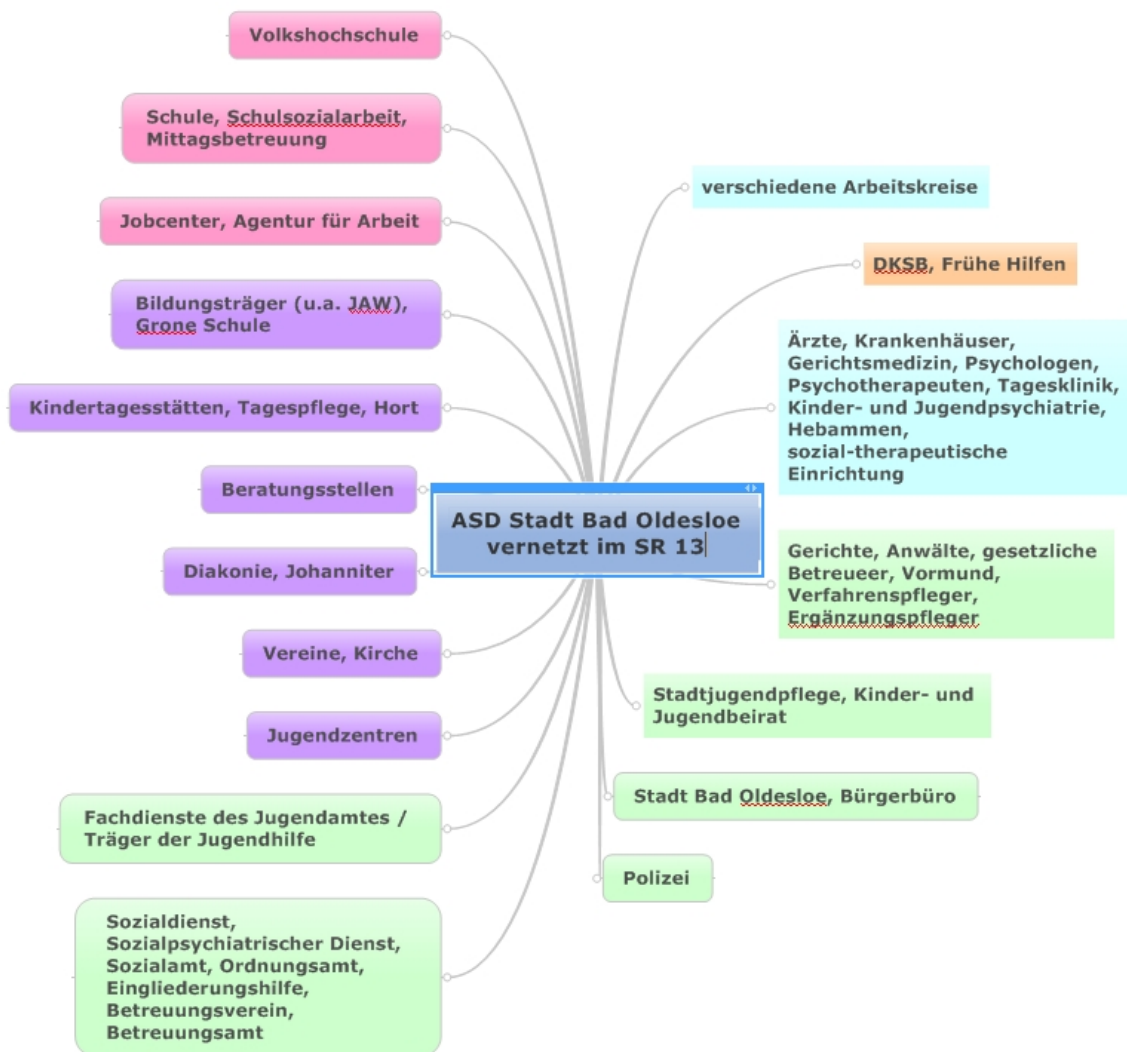 Volkshochschule
Schule, Schulsozialarbeit,
Mittagsbetreuung
Jobcenter, Agentur für Arbeit
Bildungsträger (u.a. JAW),
Grone Schule
Kindertagesstätten, Tagespflege, Hort
Beratungsstellen
Diakonie, Johanniter
Vereine, Kirche
Jugendzentren
Fachdienste des Jugendamtes /
Träger der Jugendhilfe
Sozialdienst,
Sozialpsychiatrischer Dienst,
Sozialamt, Ordnungsamt,
Eingliederungshilfe,
Betreuungsverein,
Betreuungsamt
ASD Stadt Bad Oldesloe
vernetzt im SR 13
verschiedene Arbeitskreise
DKSB, Frühe Hilfen
Ärzte, Krankenhäuser,
Gerichtsmedizin, Psychologen,
Psychotherapeuten, Tagesklinik,
Kinder- und Jugendpsychiatrie,
Hebammen,
sozial-therapeutische
Einrichtung
Gerichte, Anwälte, gesetzliche
Betreueer, Vormund,
Verfahrenspfleger,
Ergänzungspfleger
Stadtjugendpflege, Kinder- und
Jugendbeirat
Stadt Bad Oldesloe, Bürgerbüro
Polizei